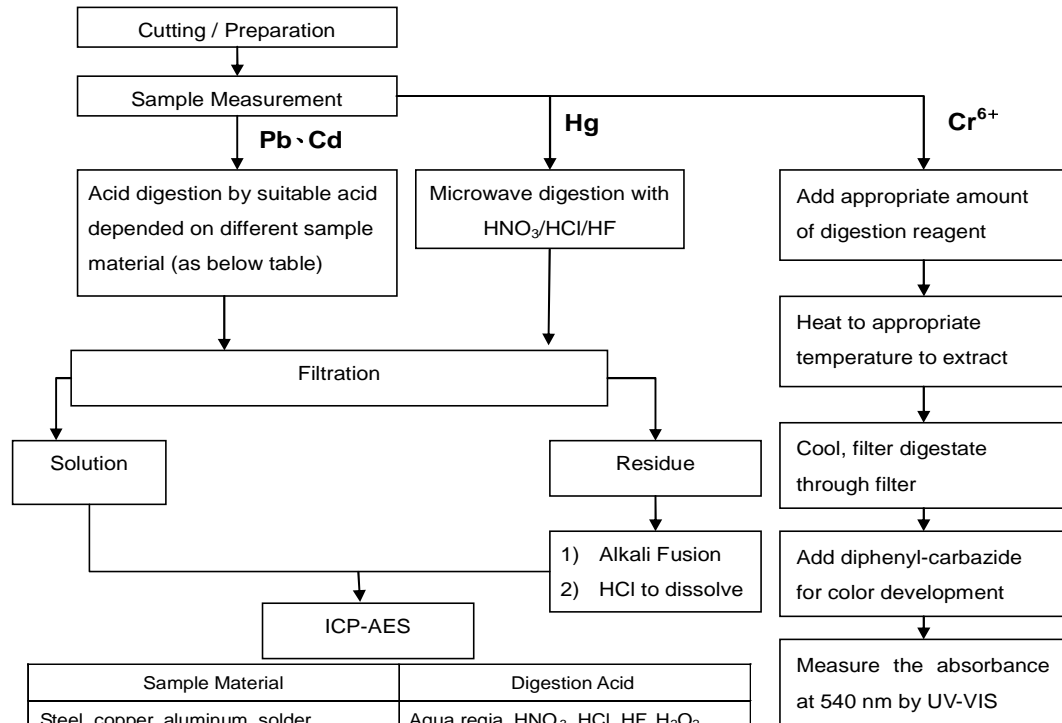 Cutting / Preparation
Sample Measurement
Pb、Cd
Hg
Cr⁶⁺
Acid digestion by suitable acid
depended on different sample
material (as below table)
Microwave digestion with
HNO₃/HCl/HF
Add appropriate amount
of digestion reagent
Heat to appropriate
temperature to extract
Filtration
Solution
Residue
Cool, filter digestate
through filter
1) Alkali Fusion
2) HCl to dissolve
Add diphenyl-carbazide
for color development
ICP-AES
Measure the absorbance
at 540 nm by UV-VIS
Sample Material
Digestion Acid
Steel, copper, aluminum, solder
Aqua regia, HNO₃, HCl, HF, H₂O₂